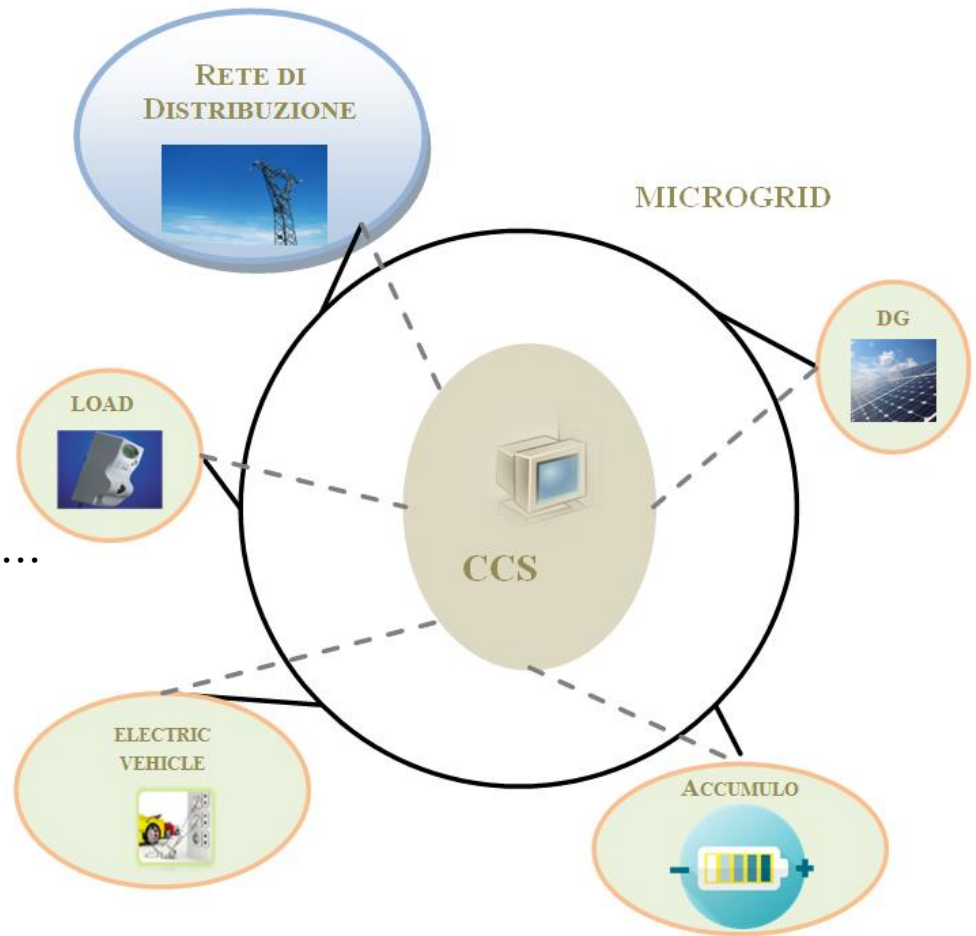 RETE DI
DISTRIBUZIONE
MICROGRID
DG
LOAD
...
CCS
ELECTRIC
VEHICLE
ACCUMULO
- +